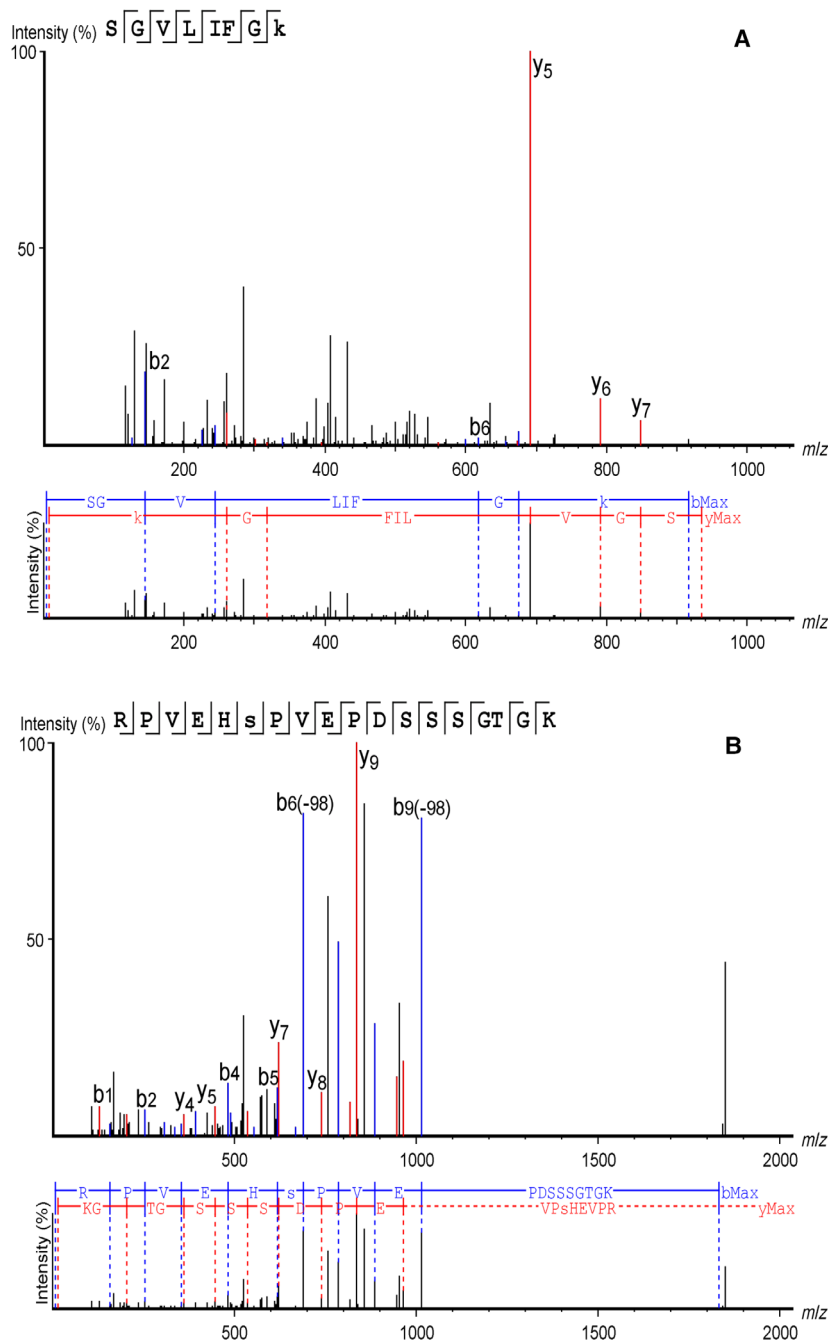 Intensity (%) S G V L I F G k
A
100
y5
50
b2
y6
y7
b6
m/z
200 400 600 800 1000
SG V LIF G k bMax
k G FIL V G S yMax
Intensity (%)
m/z
200 400 600 800 1000
Intensity (%) R P V E H s P V E P D S S S G T G K
B
100
y9
b6(-98)
b9(-98)
50
y7
b1
b2
y4
y5
b4
b5
y8
m/z
500 1000 1500 2000
R P V E H s P V E PDSSSGTGK bMax
KG TG S S S D P E VPsHEVPR yMax
Intensity (%)
m/z
500 1000 1500 2000